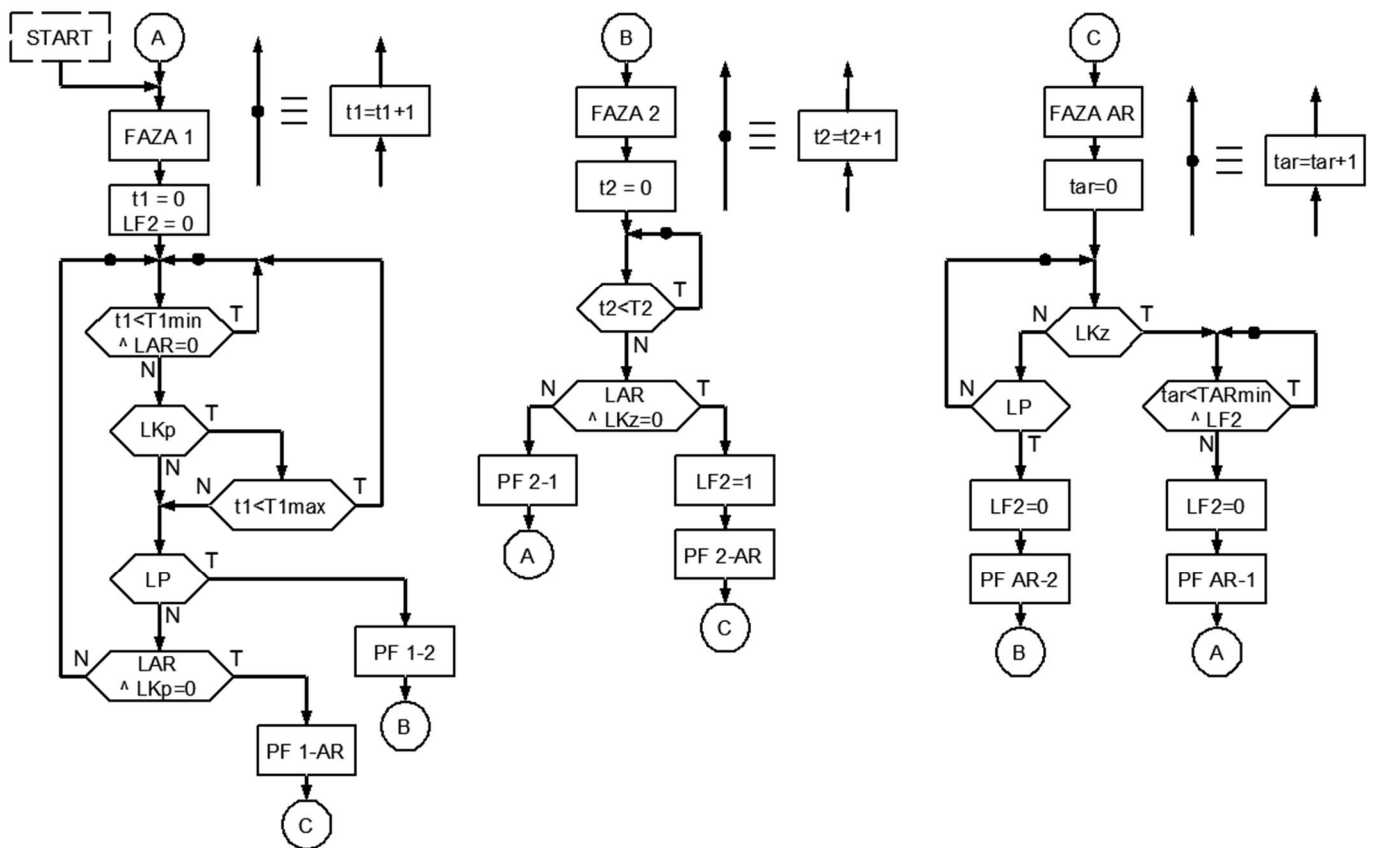 START
A
FAZA 1
t1=t1+1
t1 = 0
LF2 = 0
t1<T1min
^ LAR=0
T
N
LKp
T
N
t1<T1max
N
T
LP
T
N
PF 1-2
B
LAR
^ LKp=0
N
T
PF 1-AR
C
B
FAZA 2
t2=t2+1
t2 = 0
t2<T2
T
N
LAR
^ LKz=0
N
T
PF 2-1
A
LF2=1
PF 2-AR
C
C
FAZA AR
tar=tar+1
tar=0
LKz
N
T
LP
N
T
tar<TARmin
^ LF2
T
N
LF2=0
PF AR-2
B
LF2=0
PF AR-1
A